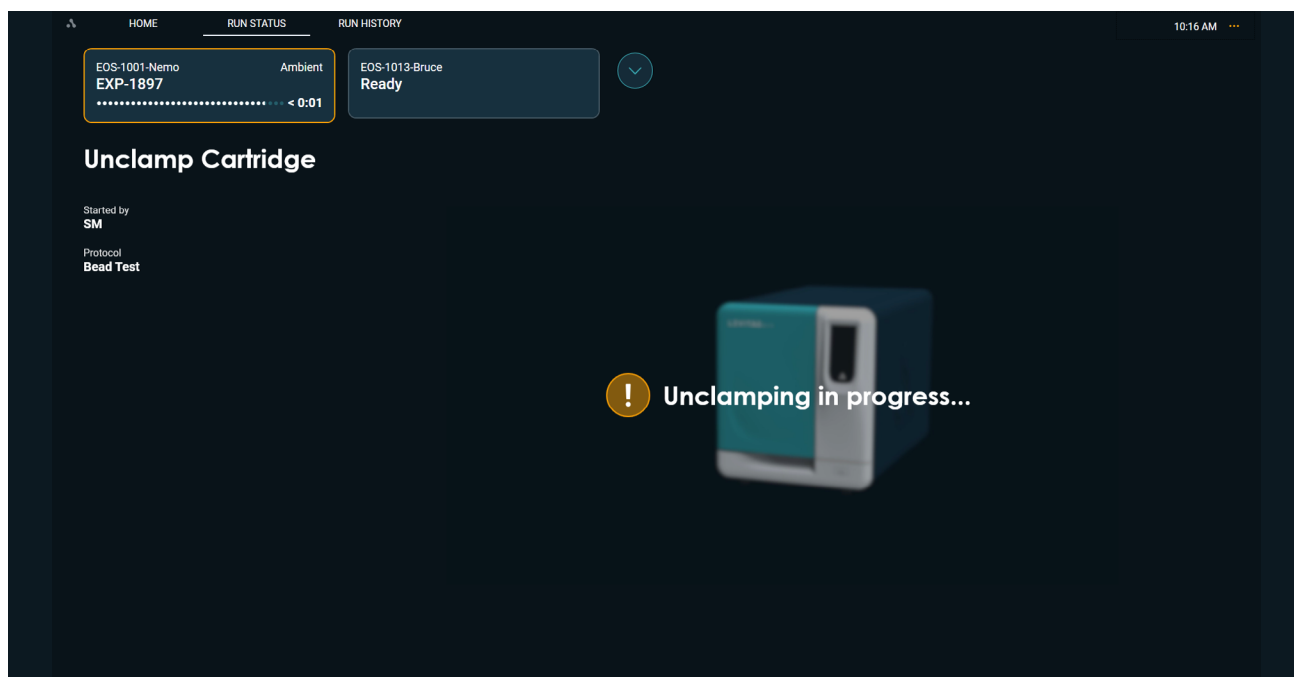 HOME RUN STATUS RUN HISTORY 10:16 AM
EOS-1001-Nemo Ambient
EXP-1897
< 0:01
EOS-1013-Bruce
Ready
Unclamp Cartridge
Started by
SM
Protocol
Bead Test
! Unclamping in progress...